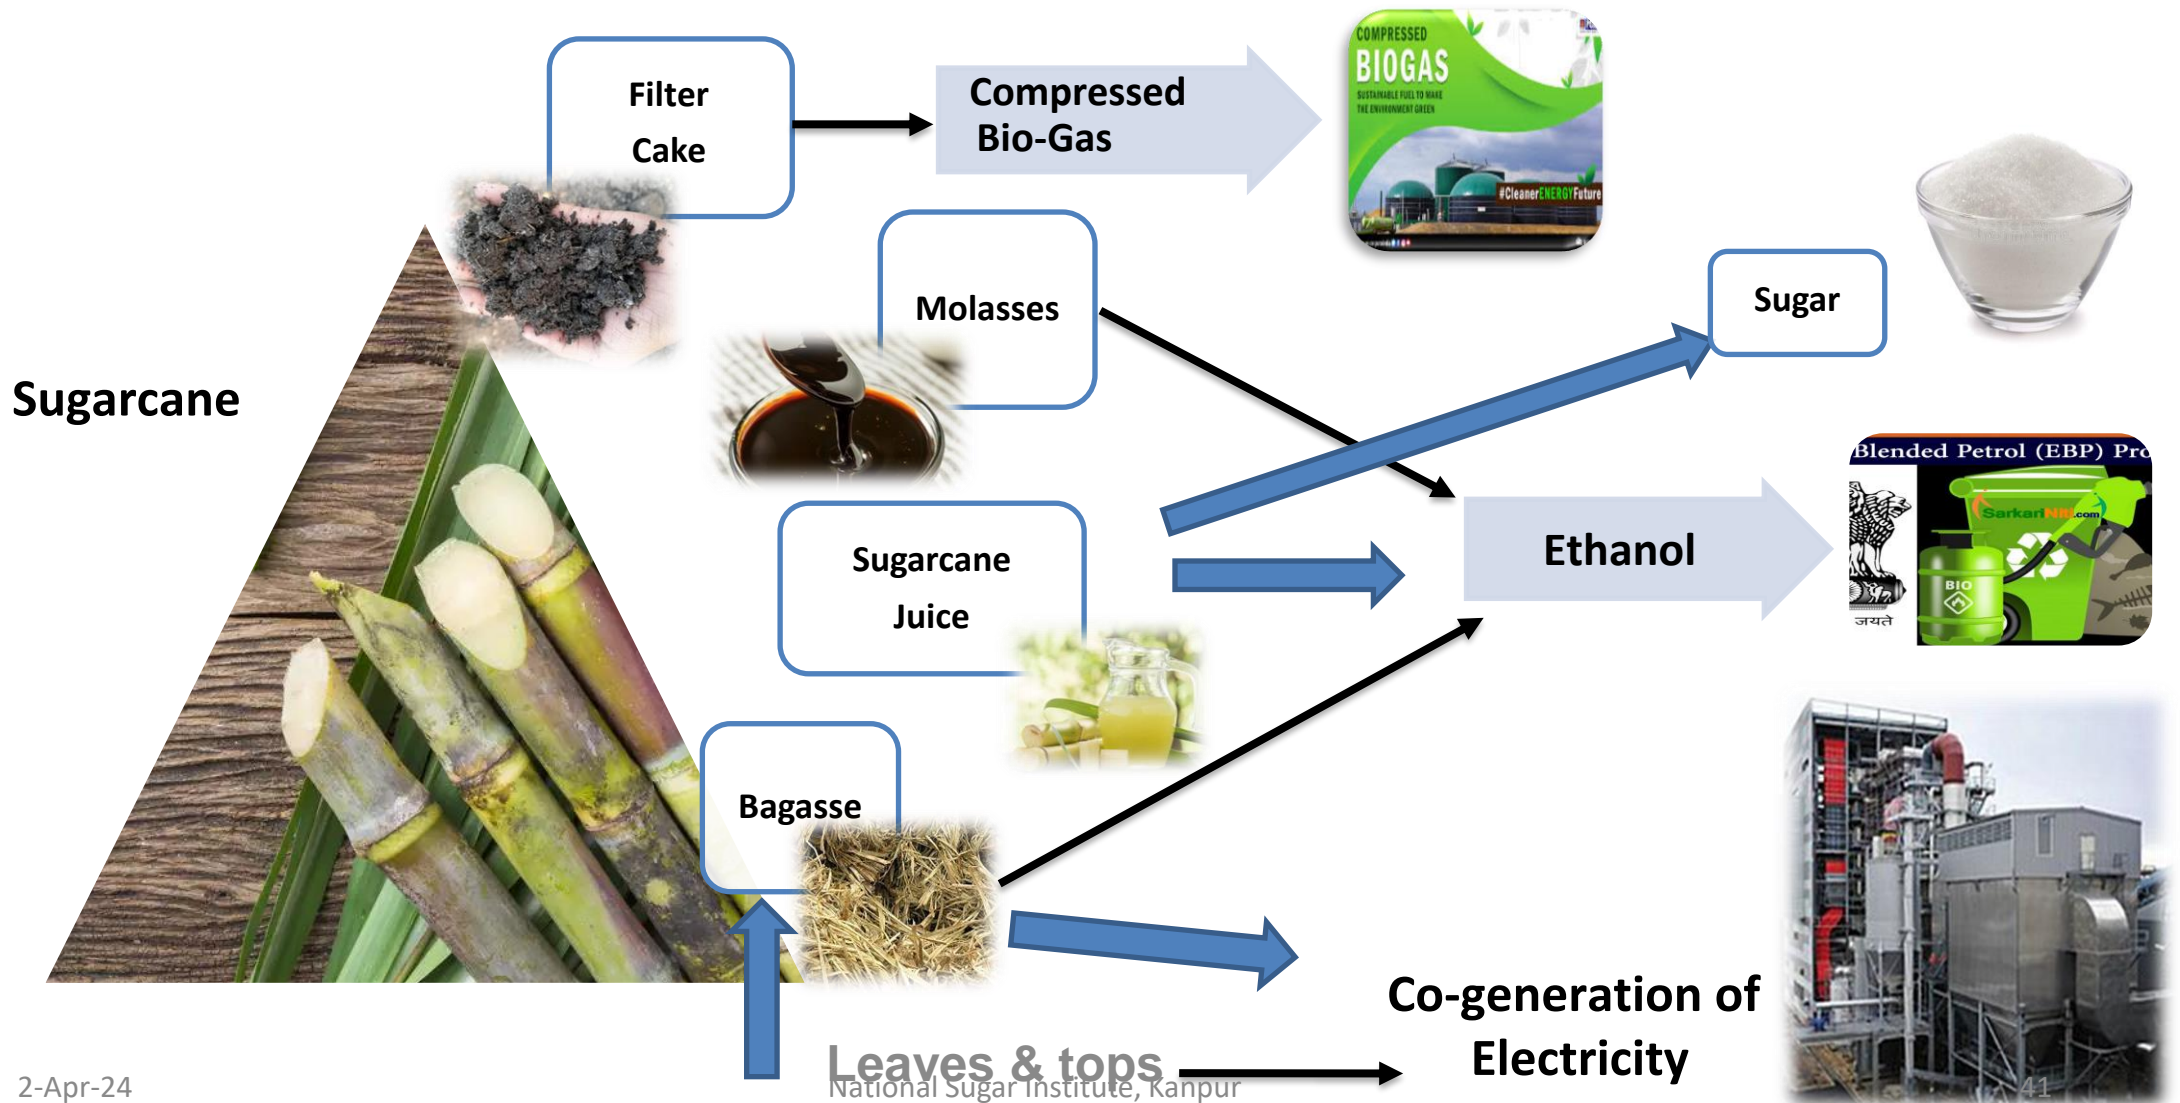 Filter
Cake
Compressed
Bio-Gas
COMPRESSED
BIOGAS
SUSTAINABLE FUEL TO MAKE
THE ENVIRONMENT GREEN
#CleanerENERGYFuture
Molasses
Sugar
Sugarcane
Blended Petrol (EBP) Pro
SarkariNiti.com
BIO
जयते
Sugarcane
Juice
Ethanol
Bagasse
Co-generation of
Electricity
Leaves & tops
2-Apr-24
National Sugar Institute, Kanpur
41